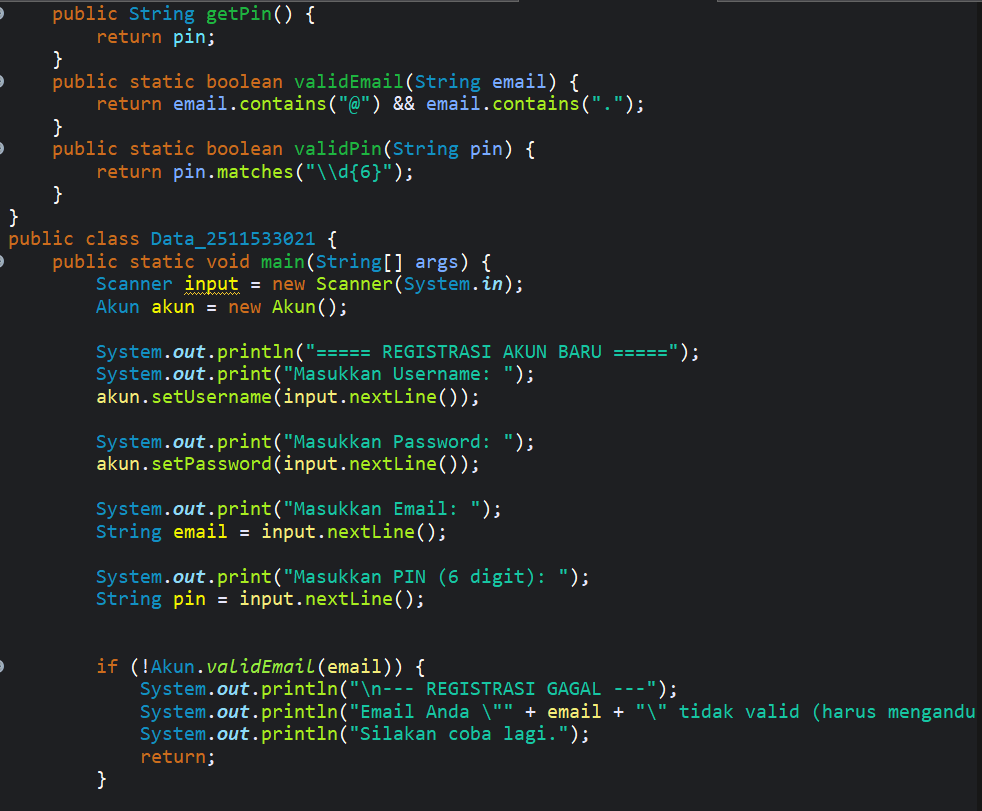 public String getPin() {
        return pin;
    }
    public static boolean validEmail(String email) {
        return email.contains("@") && email.contains(".");
    }
    public static boolean validPin(String pin) {
        return pin.matches("\\d{6}");
    }
}
public class Data_2511533021 {
    public static void main(String[] args) {
        Scanner input = new Scanner(System.in);
        Akun akun = new Akun();

        System.out.println("===== REGISTRASI AKUN BARU =====");
        System.out.print("Masukkan Username: ");
        akun.setUsername(input.nextLine());

        System.out.print("Masukkan Password: ");
        akun.setPassword(input.nextLine());

        System.out.print("Masukkan Email: ");
        String email = input.nextLine();

        System.out.print("Masukkan PIN (6 digit): ");
        String pin = input.nextLine();


        if (!Akun.validEmail(email)) {
            System.out.println("\n--- REGISTRASI GAGAL ---");
            System.out.println("Email Anda \"" + email + "\" tidak valid (harus mengandu
            System.out.println("Silakan coba lagi.");
            return;
        }